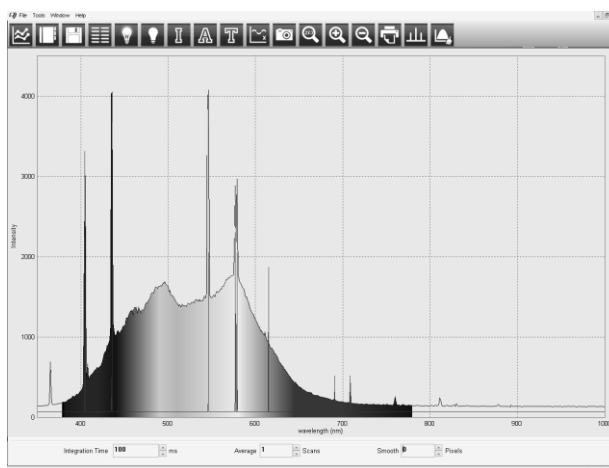 File Tools Window Help
I A T
Intensity
4000
3000
2000
1000
0
400 500 600 700 800 900 1000
wavelength (nm)
Integration Time 100 ms Average 1 Scans Smooth 0 Pixels